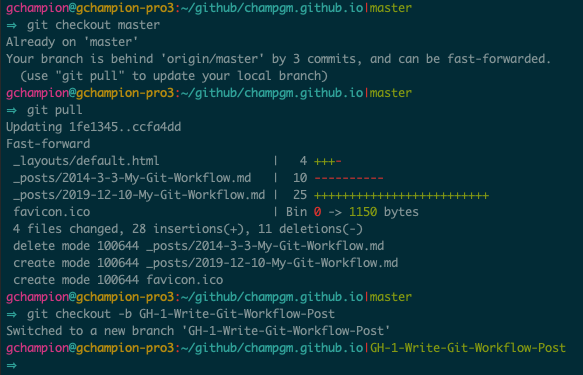 gchampion@gchampion-pro3:~/github/champgm.github.io|master
⇒  git checkout master
Already on 'master'
Your branch is behind 'origin/master' by 3 commits, and can be fast-forwarded.
  (use "git pull" to update your local branch)
gchampion@gchampion-pro3:~/github/champgm.github.io|master
⇒  git pull
Updating 1fe1345..ccfa4dd
Fast-forward
 _layouts/default.html                |   4 +++-
 _posts/2014-3-3-My-Git-Workflow.md   |  10 ----------
 _posts/2019-12-10-My-Git-Workflow.md |  25 +++++++++++++++++++++++++
 favicon.ico                          | Bin 0 -> 1150 bytes
 4 files changed, 28 insertions(+), 11 deletions(-)
 delete mode 100644 _posts/2014-3-3-My-Git-Workflow.md
 create mode 100644 _posts/2019-12-10-My-Git-Workflow.md
 create mode 100644 favicon.ico
gchampion@gchampion-pro3:~/github/champgm.github.io|master
⇒  git checkout -b GH-1-Write-Git-Workflow-Post
Switched to a new branch 'GH-1-Write-Git-Workflow-Post'
gchampion@gchampion-pro3:~/github/champgm.github.io|GH-1-Write-Git-Workflow-Post
⇒